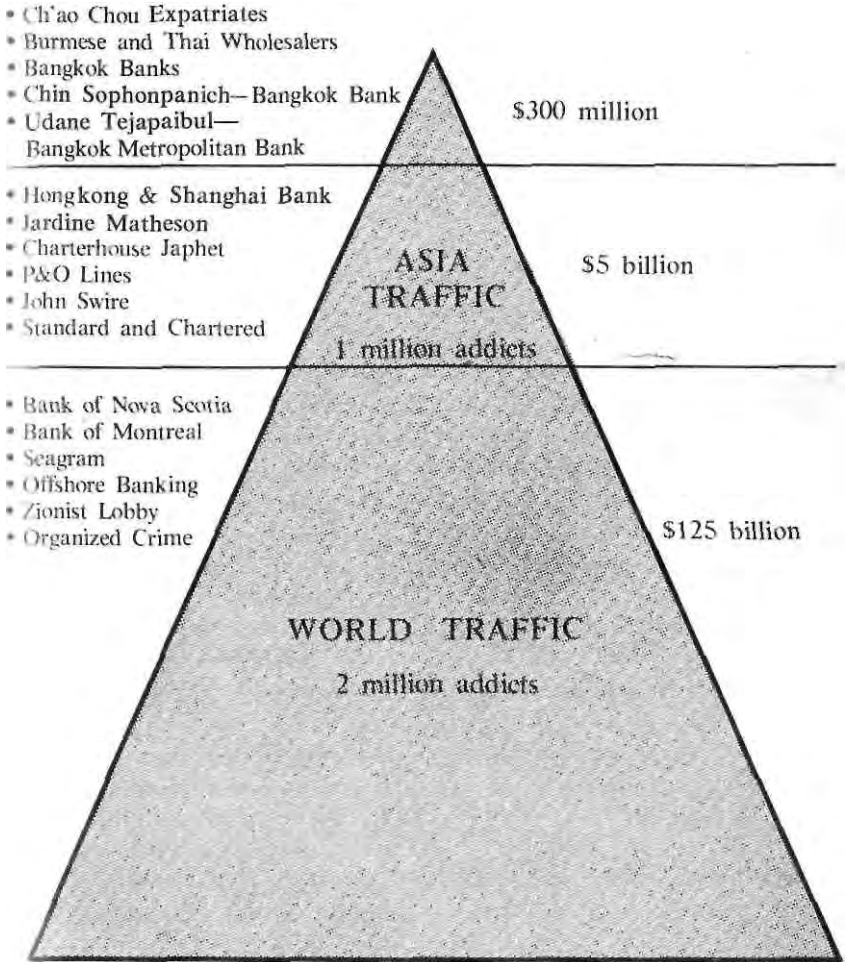 • Ch'ao Chou Expatriates
• Burmese and Thai Wholesalers
• Bangkok Banks
• Chin Sophonpanich—Bangkok Bank
• Udane Tejapaibul—
Bangkok Metropolitan Bank
$300 million
• Hongkong & Shanghai Bank
• Jardine Matheson
• Charterhouse Japhet
• P&O Lines
• John Swire
• Standard and Chartered
ASIA
TRAFFIC
1 million addicts
$5 billion
• Bank of Nova Scotia
• Bank of Montreal
• Seagram
• Offshore Banking
• Zionist Lobby
• Organized Crime
$125 billion
WORLD TRAFFIC
2 million addicts